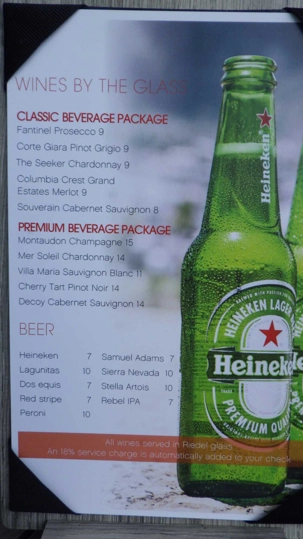 WINES BY THE GLASS
CLASSIC BEVERAGE PACKAGE
Fantinel Prosecco 9
Corte Giara Pinot Grigio 9
The Seeker Chardonnay 9
Columbia Crest Grand
Estates Merlot 9
Souverain Cabernet Sauvignon 8
PREMIUM BEVERAGE PACKAGE
Montaudon Champagne 15
Mer Soleil Chardonnay 14
Villa Maria Sauvignon Blanc 11
Cherry Tart Pinot Noir 14
Decoy Cabernet Sauvignon 14
BEER
Heineken 7 Samuel Adams 7
Lagunitas 10 Sierra Nevada 10
Dos equis 7 Stella Artois 10
Red stripe 7 Rebel IPA 7
Peroni 10
All wines served in Riedel glass
An 18% service charge is automatically added to your check
Heineken
HEINEKEN LAGER
Heineken
PREMIUM QUA